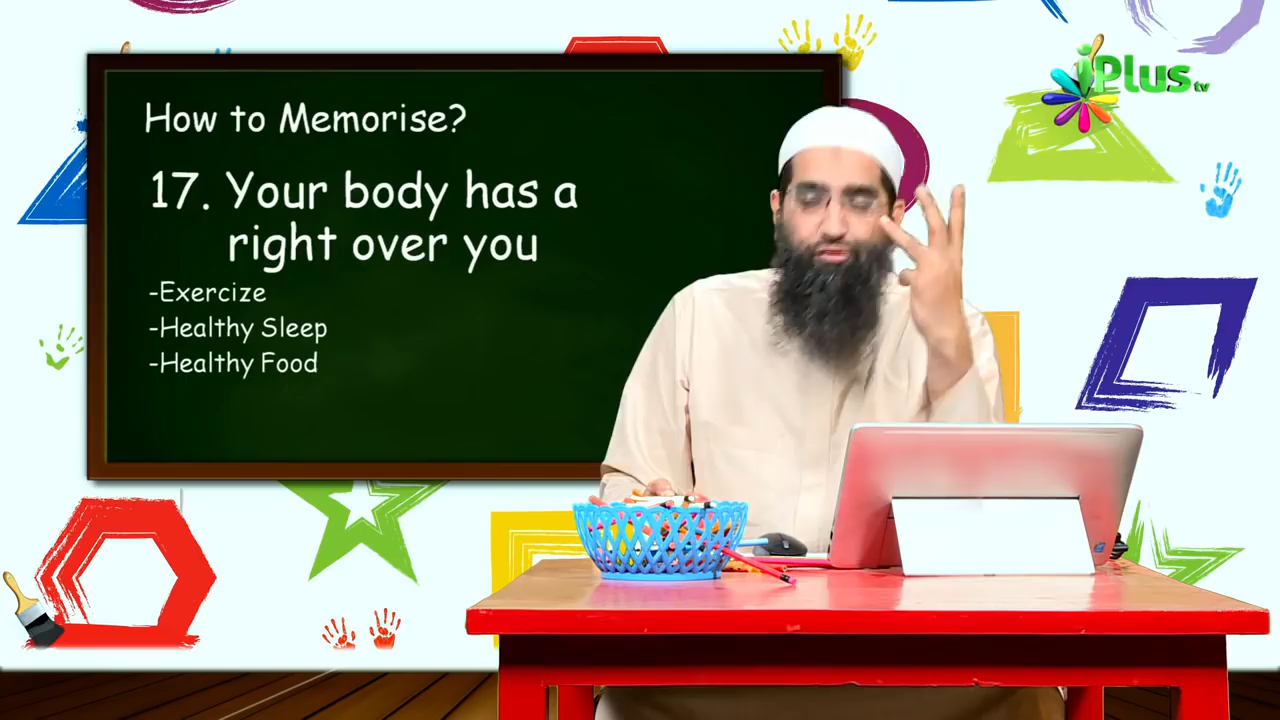 How to Memorise?
17. Your body has a
right over you
-Exercize
-Healthy Sleep
-Healthy Food
iPlus tv